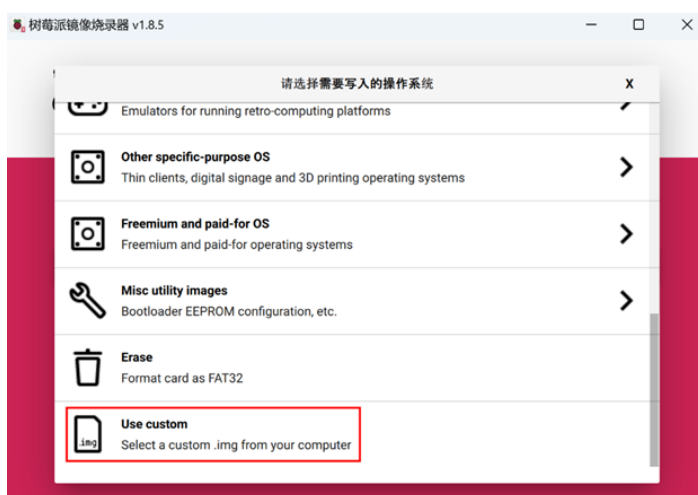 树莓派镜像烧录器 v1.8.5
请选择需要写入的操作系统
X
Emulators for running retro-computing platforms
Other specific-purpose OS
Thin clients, digital signage and 3D printing operating systems
Freemium and paid-for OS
Freemium and paid-for operating systems
Misc utility images
Bootloader EEPROM configuration, etc.
Erase
Format card as FAT32
Use custom
.img
Select a custom .img from your computer